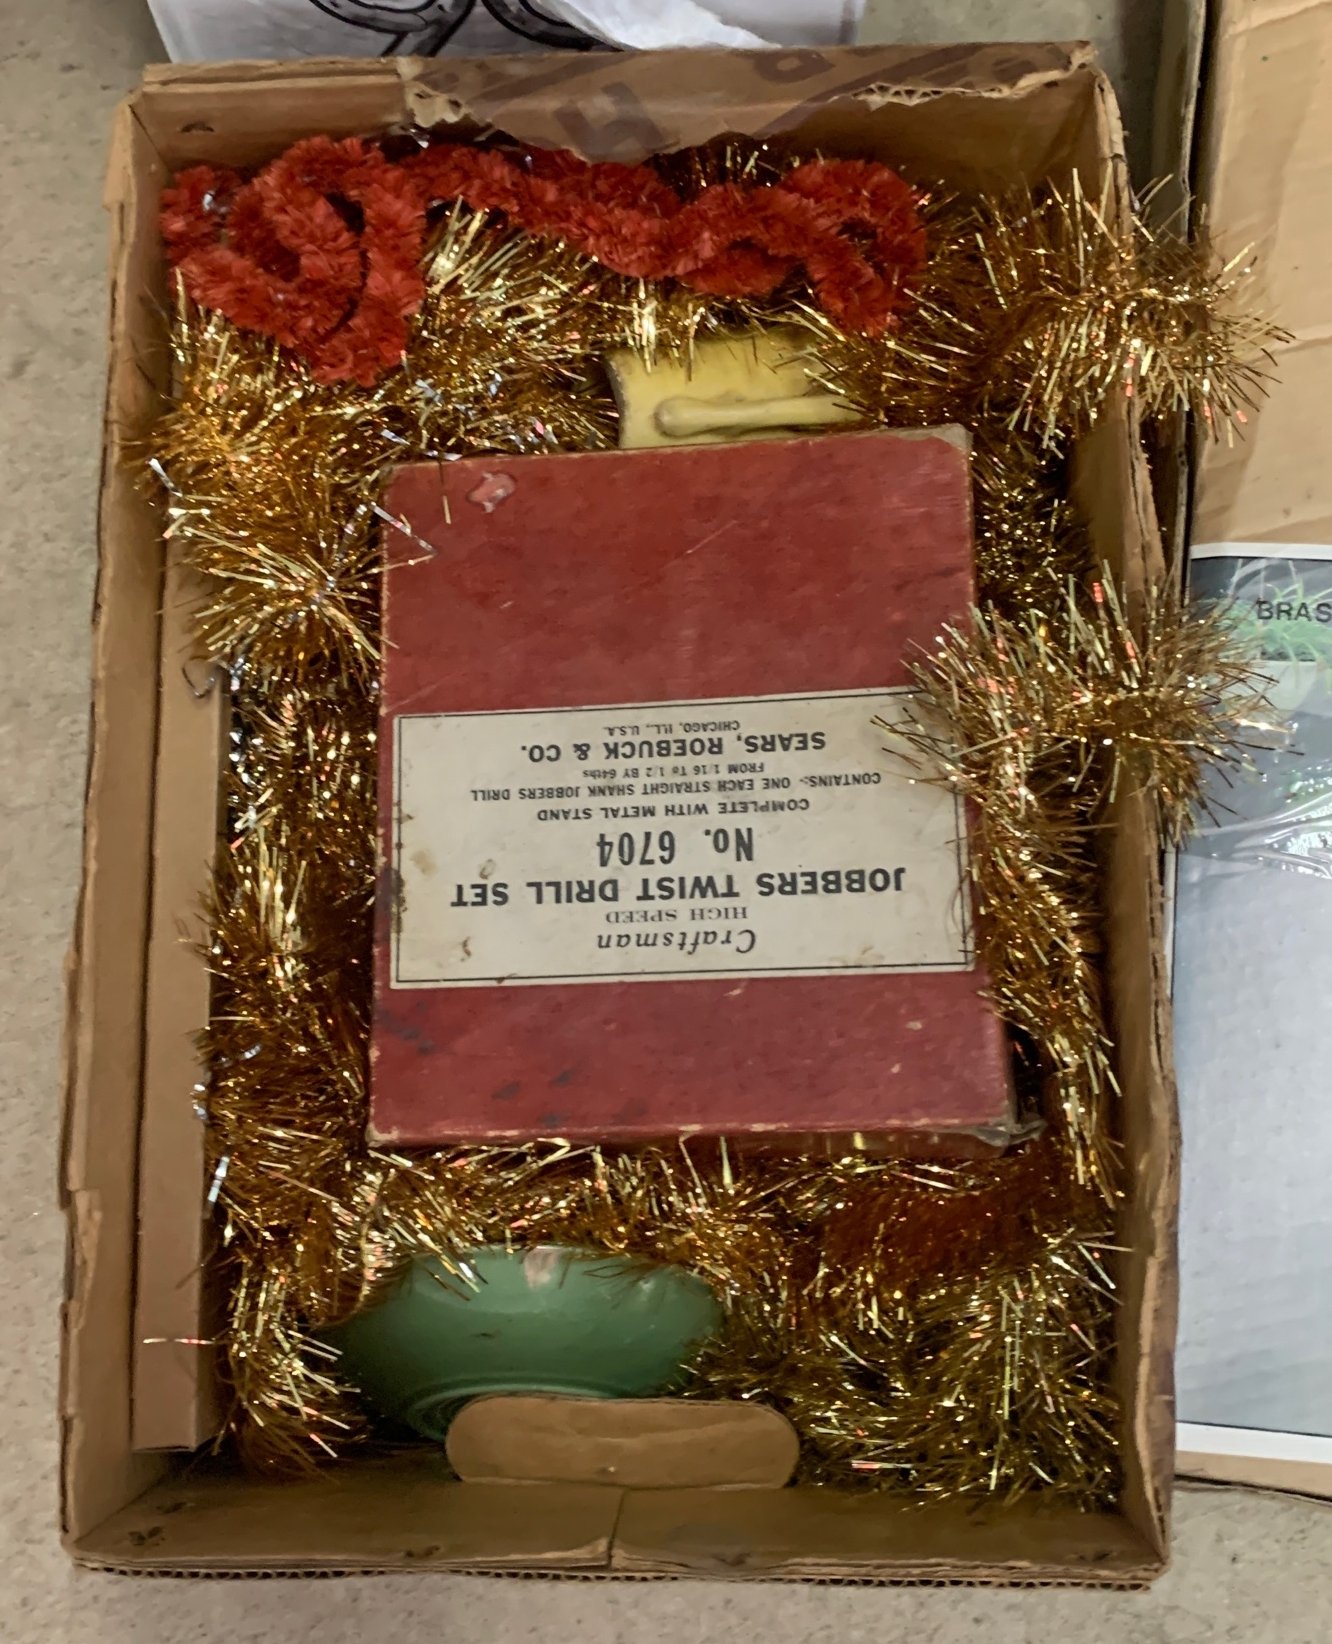 Craftsman
HIGH SPEED
JOBBERS TWIST DRILL SET
No. 6704
COMPLETE WITH METAL STAND
CONTAINS:- ONE EACH STRAIGHT SHANK JOBBERS DRILL
FROM 1/16 To 1/2 BY 64ths
SEARS, ROEBUCK & CO.
CHICAGO, ILL., U.S.A.
BRAS